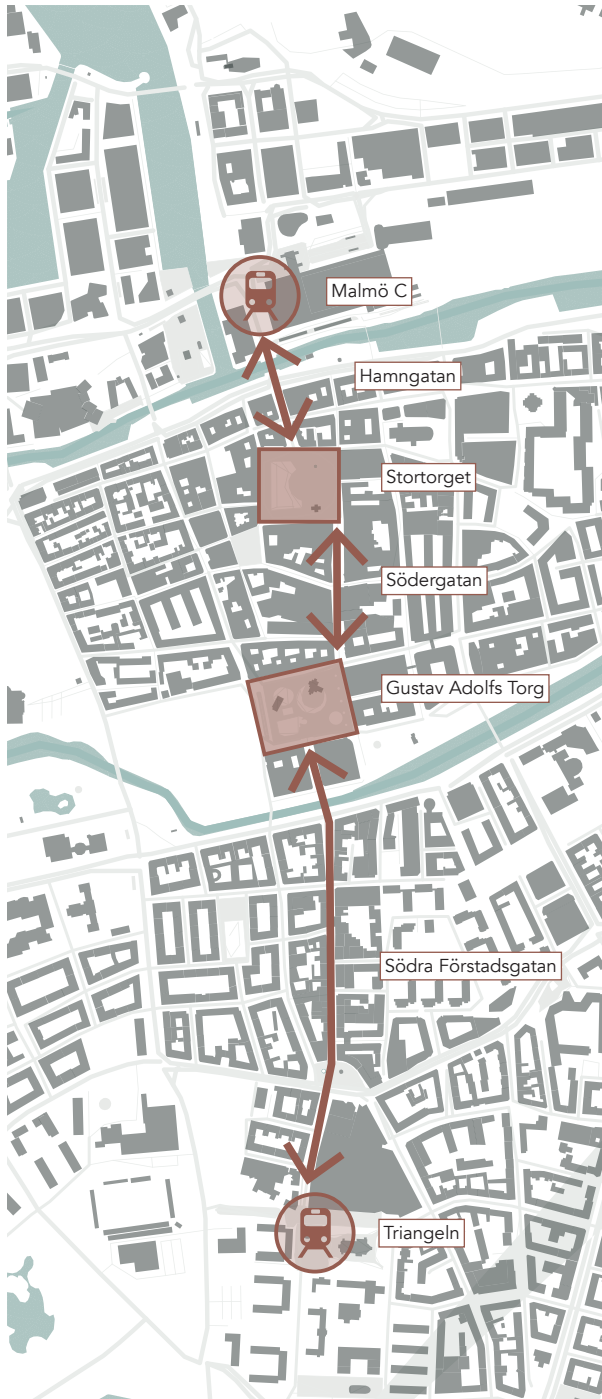 Malmö C
Hamngatan
Stortorget
Södergatan
Gustav Adolfs Torg
Södra Förstadsgatan
Triangeln